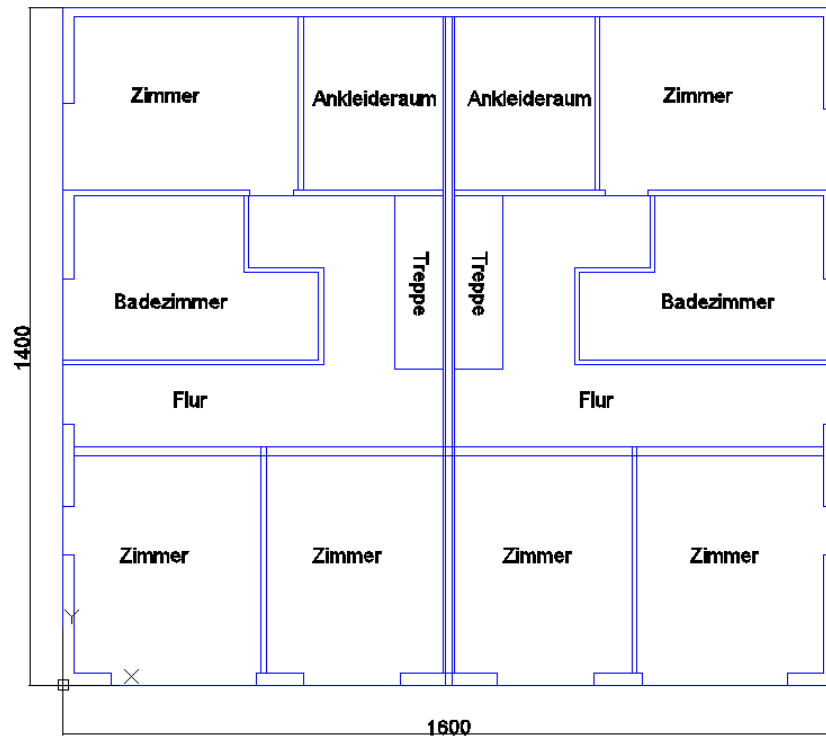 Zimmer
Ankleideraum
Ankleideraum
Zimmer
Treppe
Treppe
Badezimmer
Badezimmer
1400
Flur
Flur
Zimmer
Zimmer
Zimmer
Zimmer
Y
X
1600